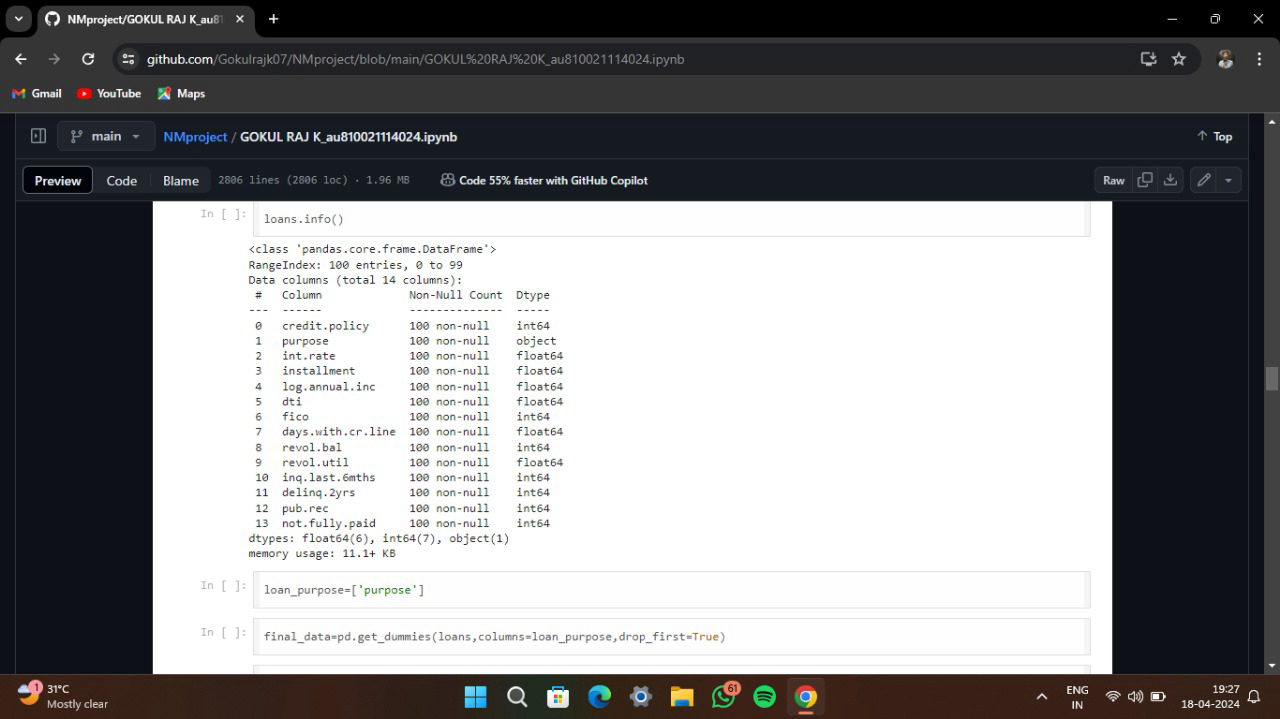 NMproject/GOKUL RAJ K_au81
github.com/Gokulrajk07/NMproject/blob/main/GOKUL%20RAJ%20K_au810021114024.ipynb
Gmail YouTube Maps
main NMproject / GOKUL RAJ K_au810021114024.ipynb Top
Preview Code Blame 2806 lines (2806 loc) · 1.96 MB Code 55% faster with GitHub Copilot Raw
In [ ]: loans.info()
<class 'pandas.core.frame.DataFrame'>
RangeIndex: 100 entries, 0 to 99
Data columns (total 14 columns):
#   Column             Non-Null Count  Dtype
---  ------             --------------  -----
0   credit.policy      100 non-null    int64
1   purpose            100 non-null    object
2   int.rate           100 non-null    float64
3   installment        100 non-null    float64
4   log.annual.inc     100 non-null    float64
5   dti                100 non-null    float64
6   fico               100 non-null    int64
7   days.with.cr.line  100 non-null    float64
8   revol.bal          100 non-null    int64
9   revol.util         100 non-null    float64
10  inq.last.6mths     100 non-null    int64
11  delinq.2yrs        100 non-null    int64
12  pub.rec            100 non-null    int64
13  not.fully.paid     100 non-null    int64
dtypes: float64(6), int64(7), object(1)
memory usage: 11.1+ KB
In [ ]: loan_purpose=['purpose']
In [ ]: final_data=pd.get_dummies(loans,columns=loan_purpose,drop_first=True)
1 31°C
Mostly clear
61
ENG
IN
19:27
18-04-2024